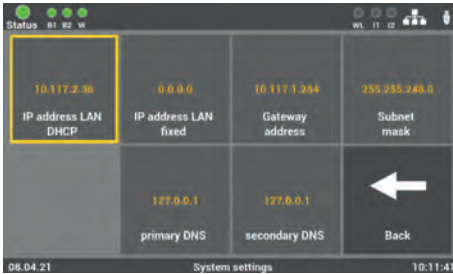 Status B1 B2 W WL I1 I2
10.117.2.36 0.0.0.0 10.117.1.254 255.255.248.0
IP address LAN IP address LAN Gateway Subnet
DHCP fixed address mask
127.0.0.1 127.0.0.1
primary DNS secondary DNS Back
08.04.21 System settings 10:11:41